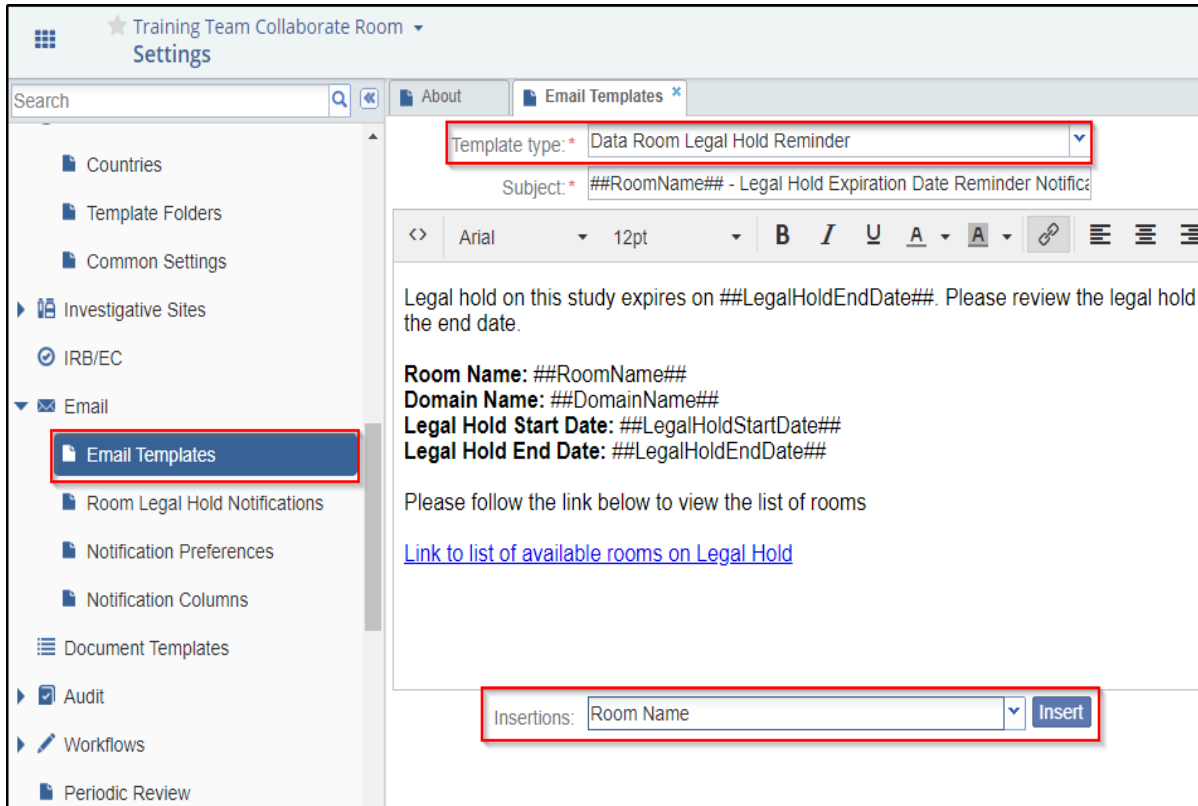 Training Team Collaborate Room
Settings
Search
Countries
Template Folders
Common Settings
Investigative Sites
IRB/EC
Email
Email Templates
Room Legal Hold Notifications
Notification Preferences
Notification Columns
Document Templates
Audit
Workflows
Periodic Review
About
Email Templates ×
Template type:* Data Room Legal Hold Reminder
Subject:* ##RoomName## - Legal Hold Expiration Date Reminder Notifica
<> Arial 12pt B I U A A
Legal hold on this study expires on ##LegalHoldEndDate##. Please review the legal hold
the end date.
Room Name: ##RoomName##
Domain Name: ##DomainName##
Legal Hold Start Date: ##LegalHoldStartDate##
Legal Hold End Date: ##LegalHoldEndDate##
Please follow the link below to view the list of rooms
Link to list of available rooms on Legal Hold
Insertions: Room Name Insert